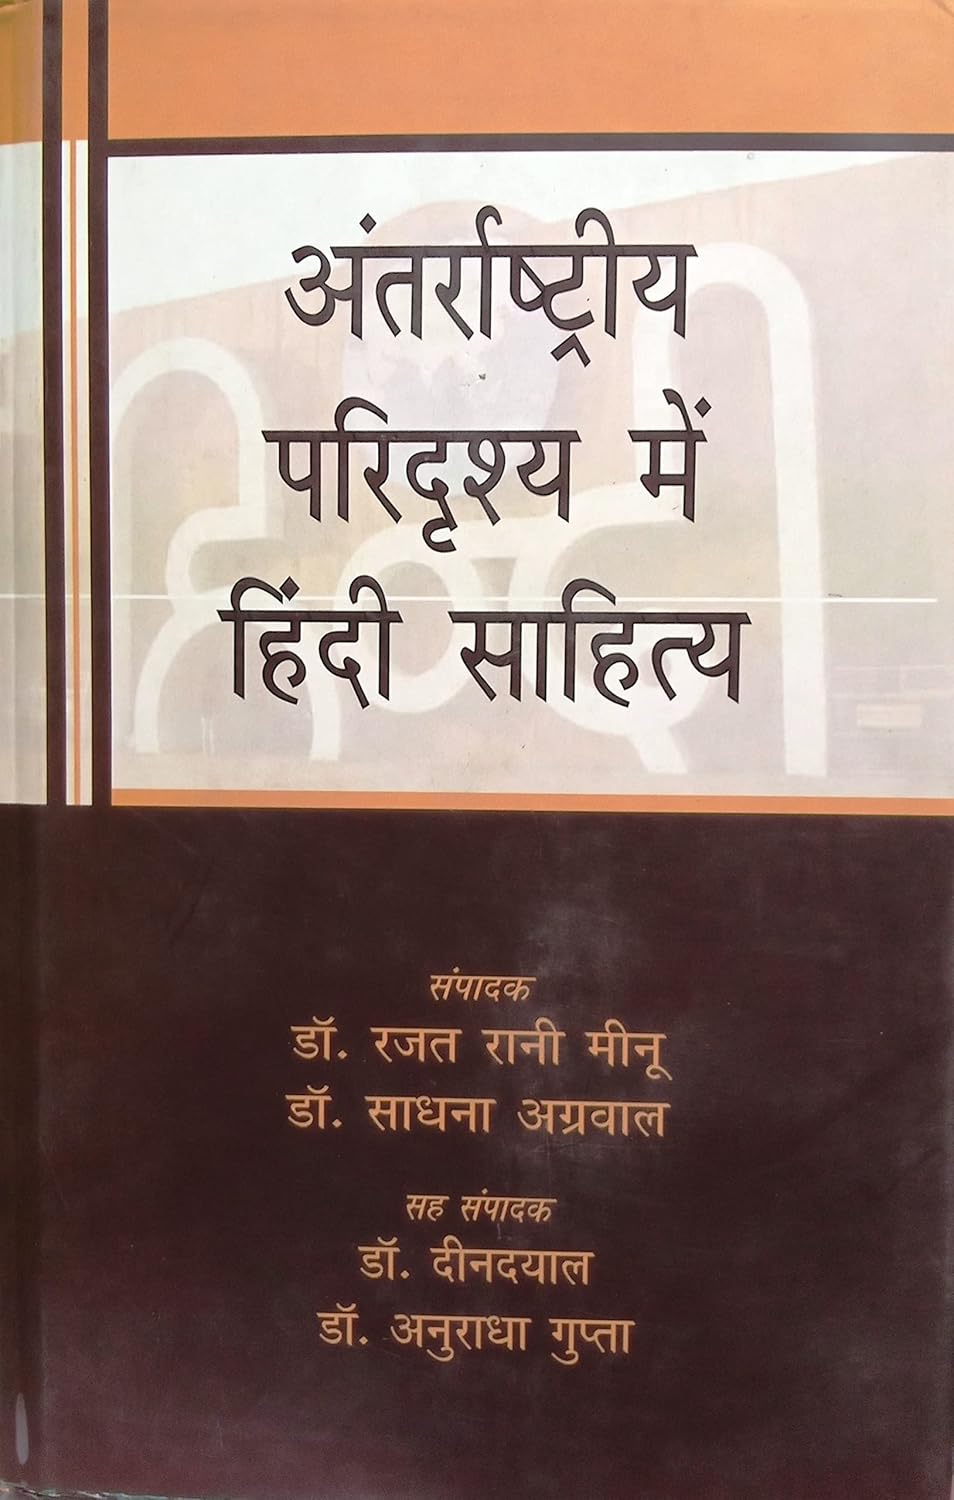 अंतर्राष्ट्रीय
परिदृश्य में
हिंदी साहित्य
हिन्दी
संपादक
डॉ. रजत रानी मीनू
डॉ. साधना अग्रवाल
सह संपादक
डॉ. दीनदयाल
डॉ. अनुराधा गुप्ता